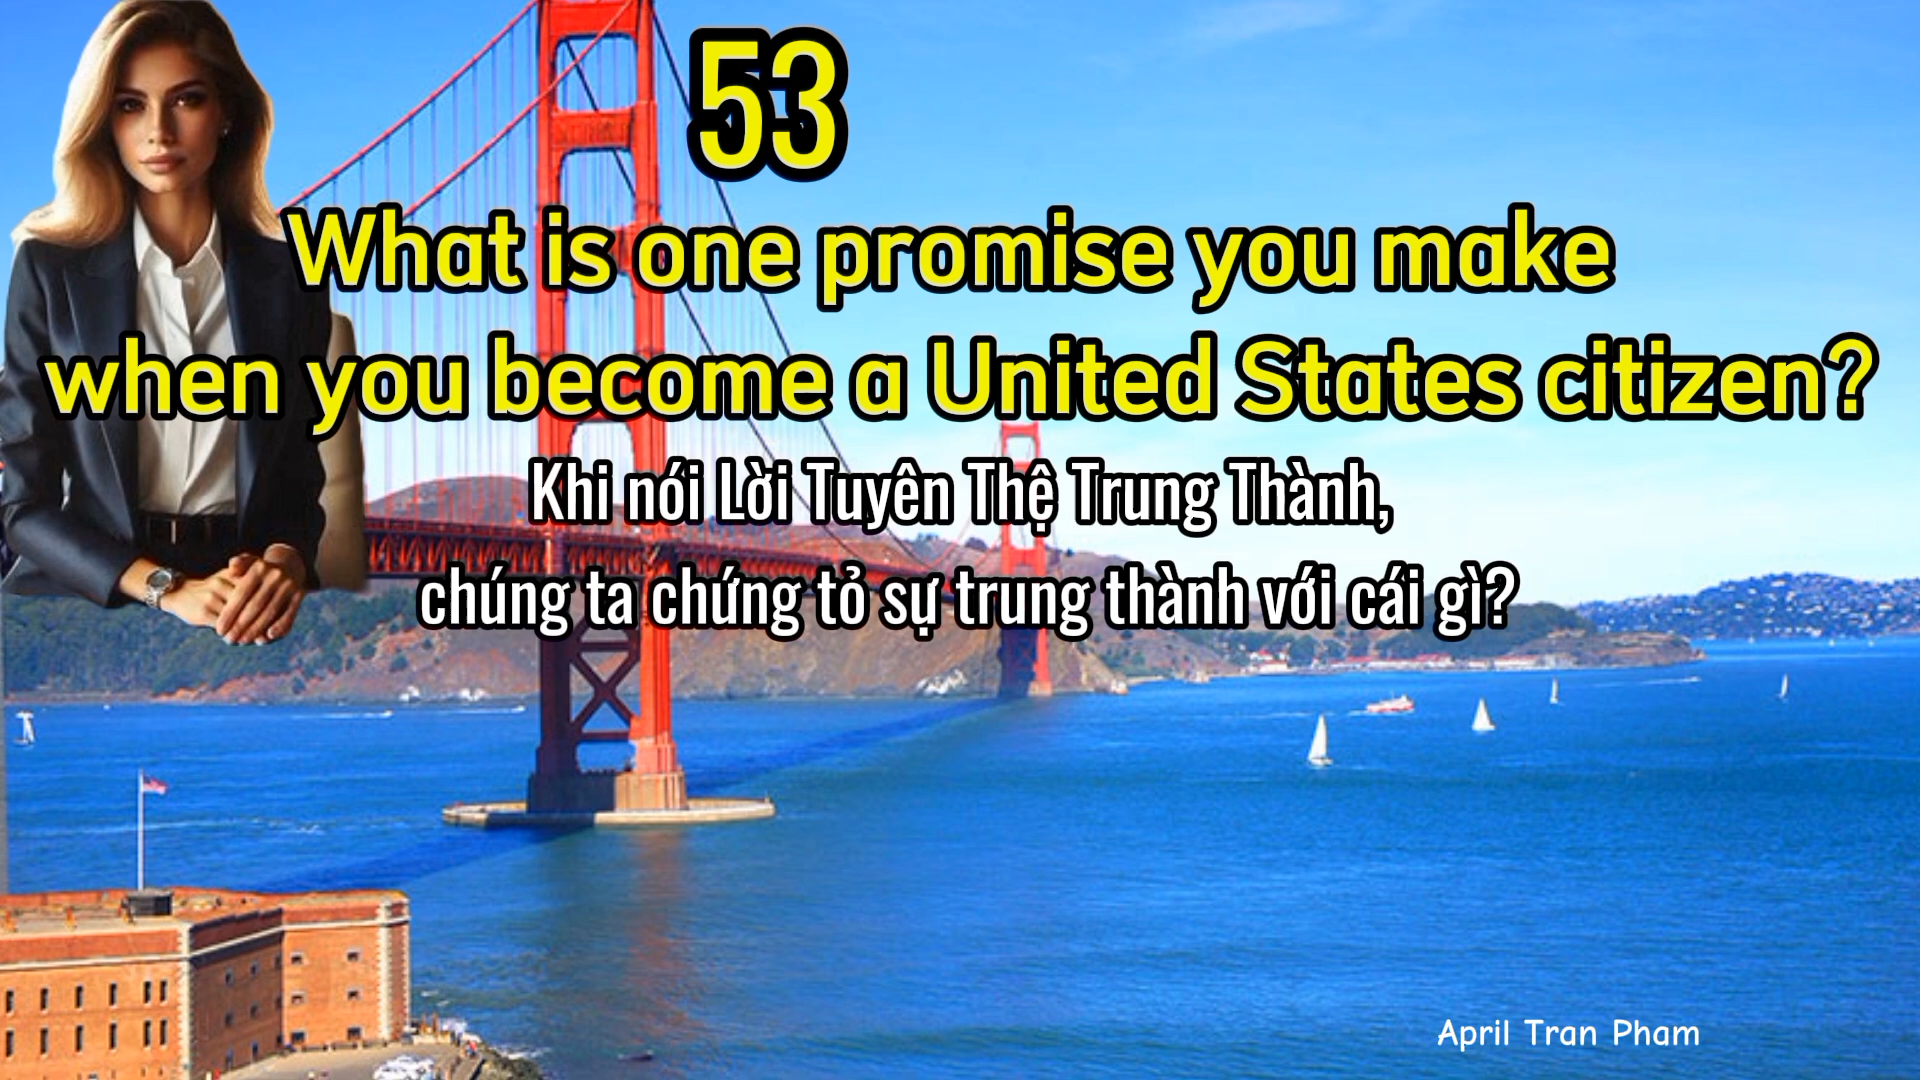 53
What is one promise you make
when you become a United States citizen?
Khi nói Lời Tuyên Thệ Trung Thành,
chúng ta chứng tỏ sự trung thành với cái gì?
April Tran Pham